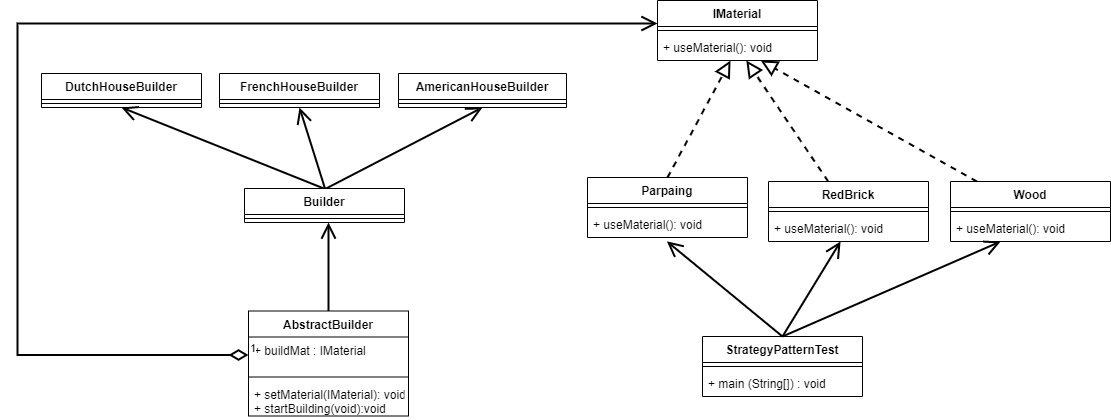 IMaterial
+ useMaterial(): void
DutchHouseBuilder
FrenchHouseBuilder
AmericanHouseBuilder
Builder
Parpaing
+ useMaterial(): void
RedBrick
+ useMaterial(): void
Wood
+ useMaterial(): void
AbstractBuilder
1
+ buildMat : IMaterial
+ setMaterial(IMaterial): void
+ startBuilding(void):void
StrategyPatternTest
+ main (String[]) : void